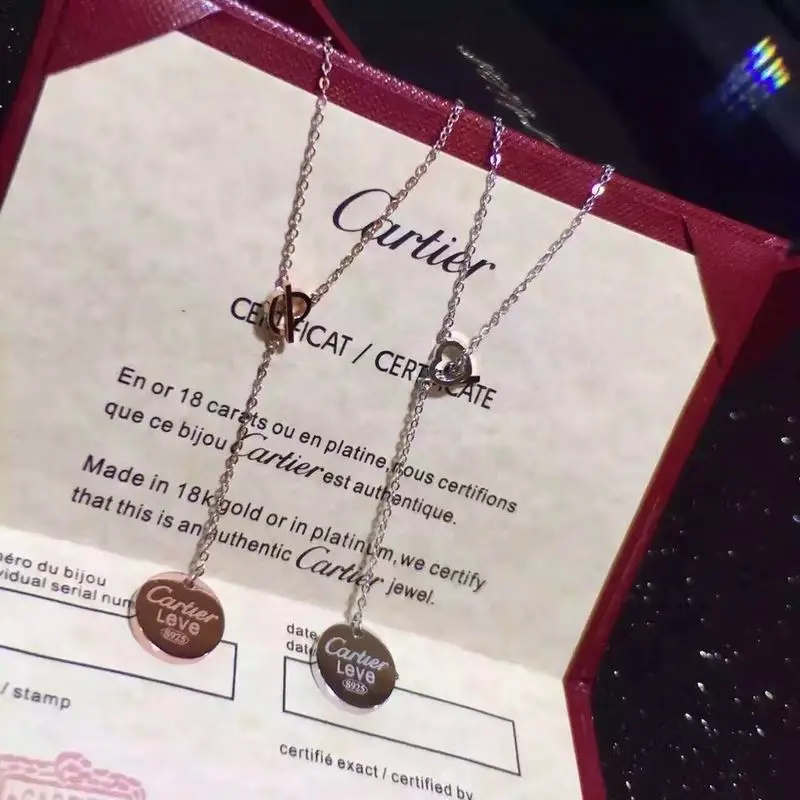 Cartier
CERTIFICAT / CERTIFICATE
En or 18 carats ou en platine, nous certifions
que ce bijou Cartier est authentique.
Made in 18k gold or in platinum, we certify
that this is an authentic Cartier jewel.
néro du bijou
vidual serial num
date
dat
/ stamp
certifié exact / certified by
Cartier
Leve
S925
Cartier
Leve
S925